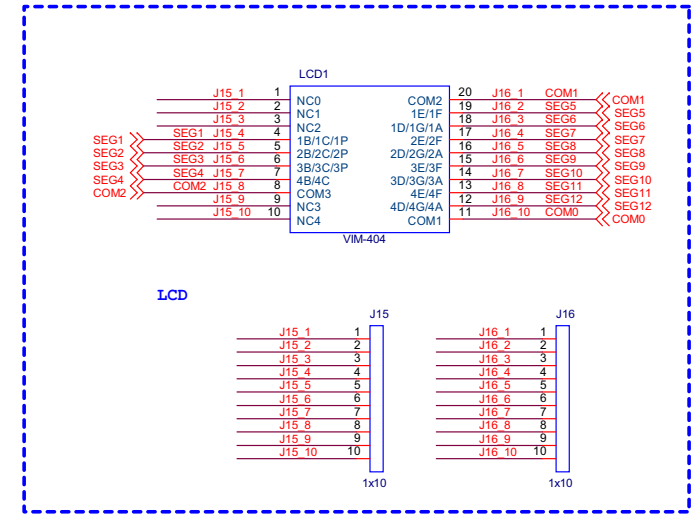 LCD1
J15_1 1 NC0 COM2 20 J16_1 COM1 COM1
J15_2 2 NC1 1E/1F 19 J16_2 SEG5 SEG5
J15_3 3 NC2 1D/1G/1A 18 J16_3 SEG6 SEG6
SEG1 SEG1 J15_4 4 1B/1C/1P 2E/2F 17 J16_4 SEG7 SEG7
SEG2 SEG2 J15_5 5 2B/2C/2P 2D/2G/2A 16 J16_5 SEG8 SEG8
SEG3 SEG3 J15_6 6 3B/3C/3P 3E/3F 15 J16_6 SEG9 SEG9
SEG4 SEG4 J15_7 7 4B/4C 3D/3G/3A 14 J16_7 SEG10 SEG10
COM2 COM2 J15_8 8 COM3 4E/4F 13 J16_8 SEG11 SEG11
J15_9 9 NC3 4D/4G/4A 12 J16_9 SEG12 SEG12
J15_10 10 NC4 COM1 11 J16_10 COM0 COM0
VIM-404
LCD
J15 J16
J15_1 1 J16_1 1
J15_2 2 J16_2 2
J15_3 3 J16_3 3
J15_4 4 J16_4 4
J15_5 5 J16_5 5
J15_6 6 J16_6 6
J15_7 7 J16_7 7
J15_8 8 J16_8 8
J15_9 9 J16_9 9
J15_10 10 J16_10 10
1x10 1x10